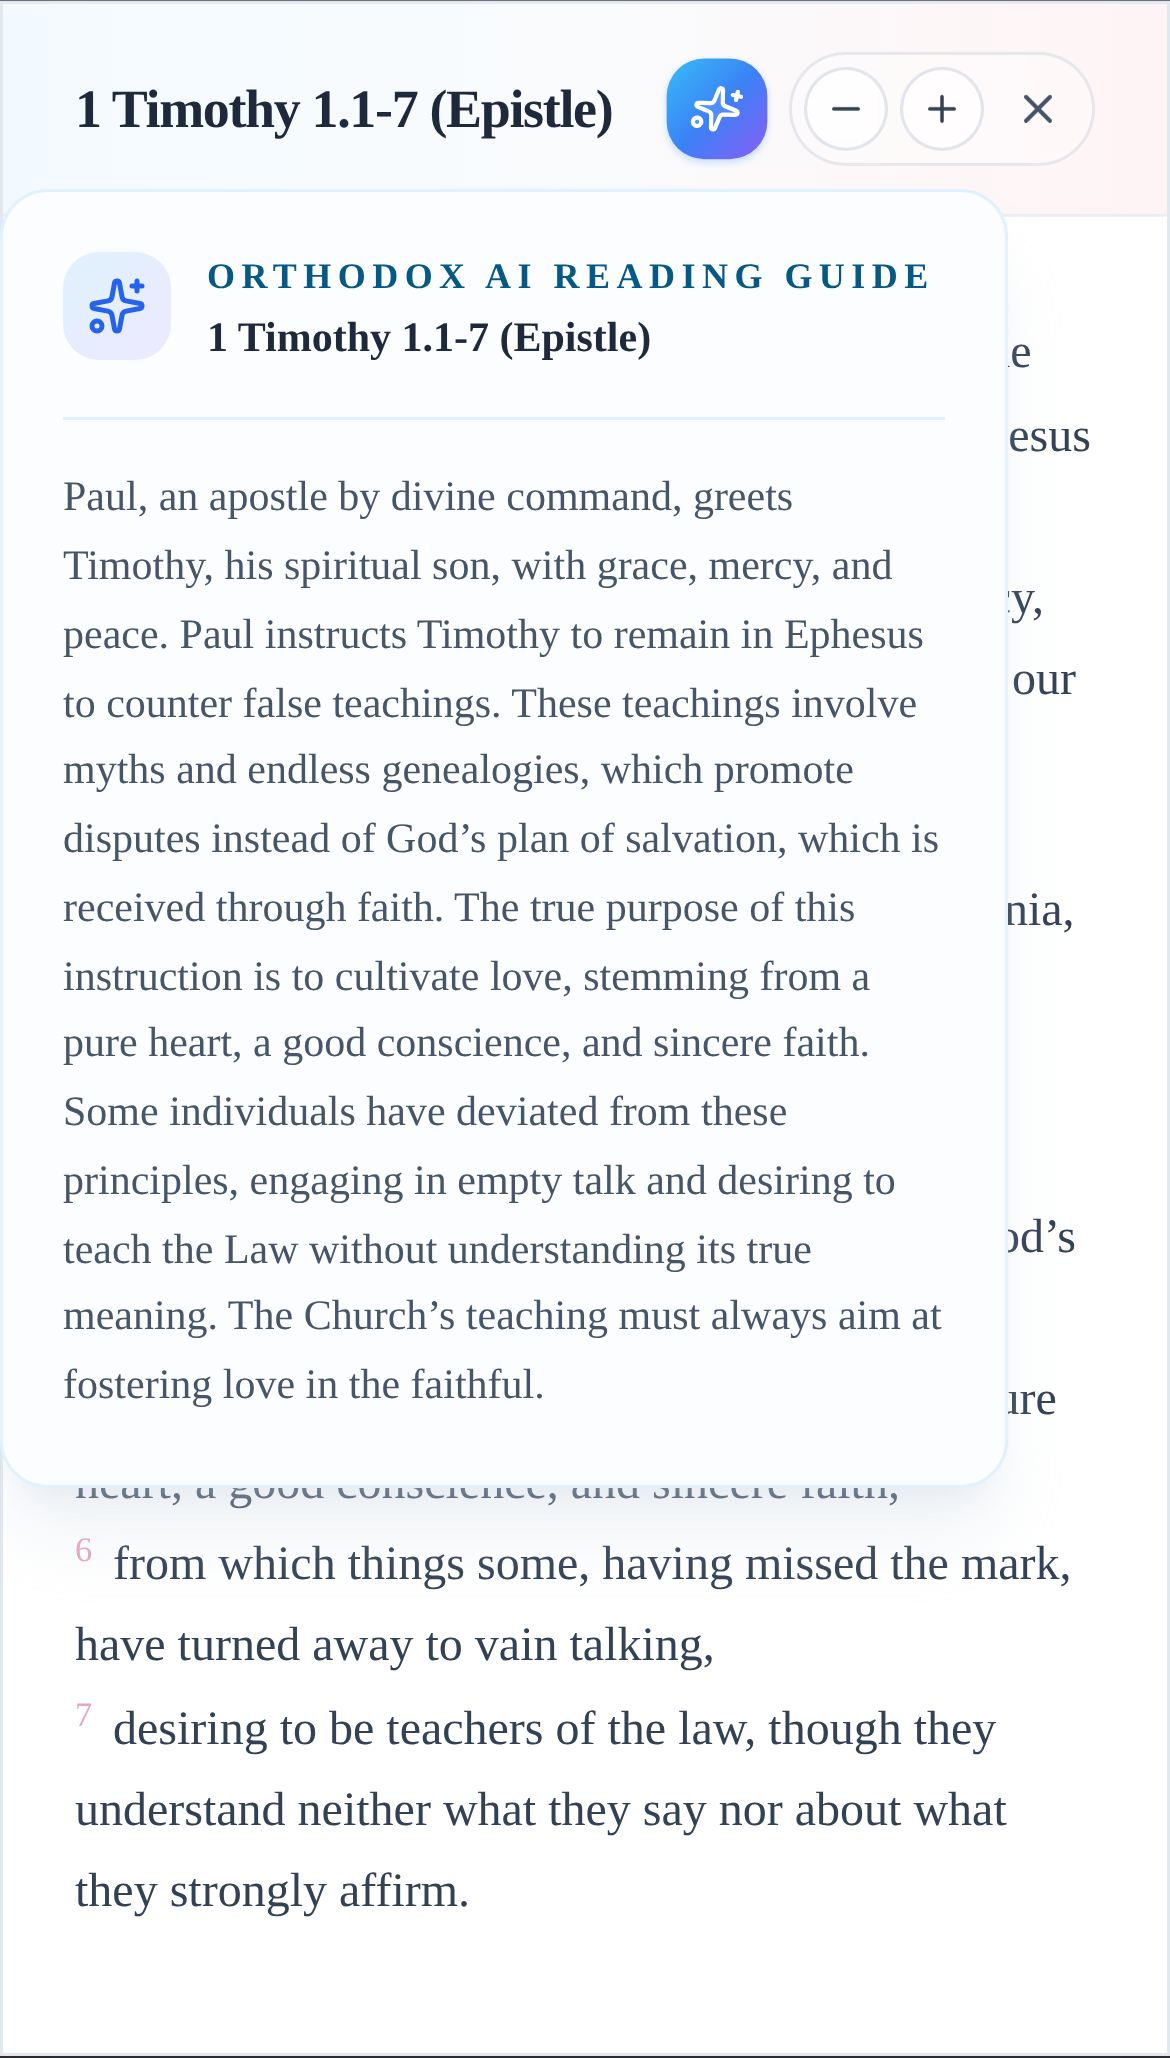 1 Timothy 1.1-7 (Epistle)
ORTHODOX AI READING GUIDE
1 Timothy 1.1-7 (Epistle)
Paul, an apostle by divine command, greets
Timothy, his spiritual son, with grace, mercy, and
peace. Paul instructs Timothy to remain in Ephesus
to counter false teachings. These teachings involve
myths and endless genealogies, which promote
disputes instead of God’s plan of salvation, which is
received through faith. The true purpose of this
instruction is to cultivate love, stemming from a
pure heart, a good conscience, and sincere faith.
Some individuals have deviated from these
principles, engaging in empty talk and desiring to
teach the Law without understanding its true
meaning. The Church’s teaching must always aim at
fostering love in the faithful.
our
heart, a good conscience, and sincere faith,
6 from which things some, having missed the mark,
have turned away to vain talking,
7 desiring to be teachers of the law, though they
understand neither what they say nor about what
they strongly affirm.